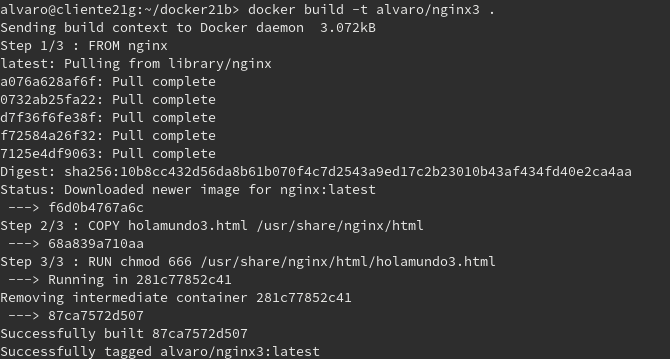 alvaro@cliente21g:~/docker21b> docker build -t alvaro/nginx3 .
Sending build context to Docker daemon  3.072kB
Step 1/3 : FROM nginx
latest: Pulling from library/nginx
a076a628af6f: Pull complete
0732ab25fa22: Pull complete
d7f36f6fe38f: Pull complete
f72584a26f32: Pull complete
7125e4df9063: Pull complete
Digest: sha256:10b8cc432d56da8b61b070f4c7d2543a9ed17c2b23010b43af434fd40e2ca4aa
Status: Downloaded newer image for nginx:latest
 ---> f6d0b4767a6c
Step 2/3 : COPY holamundo3.html /usr/share/nginx/html
 ---> 68a839a710aa
Step 3/3 : RUN chmod 666 /usr/share/nginx/html/holamundo3.html
 ---> Running in 281c77852c41
Removing intermediate container 281c77852c41
 ---> 87ca7572d507
Successfully built 87ca7572d507
Successfully tagged alvaro/nginx3:latest